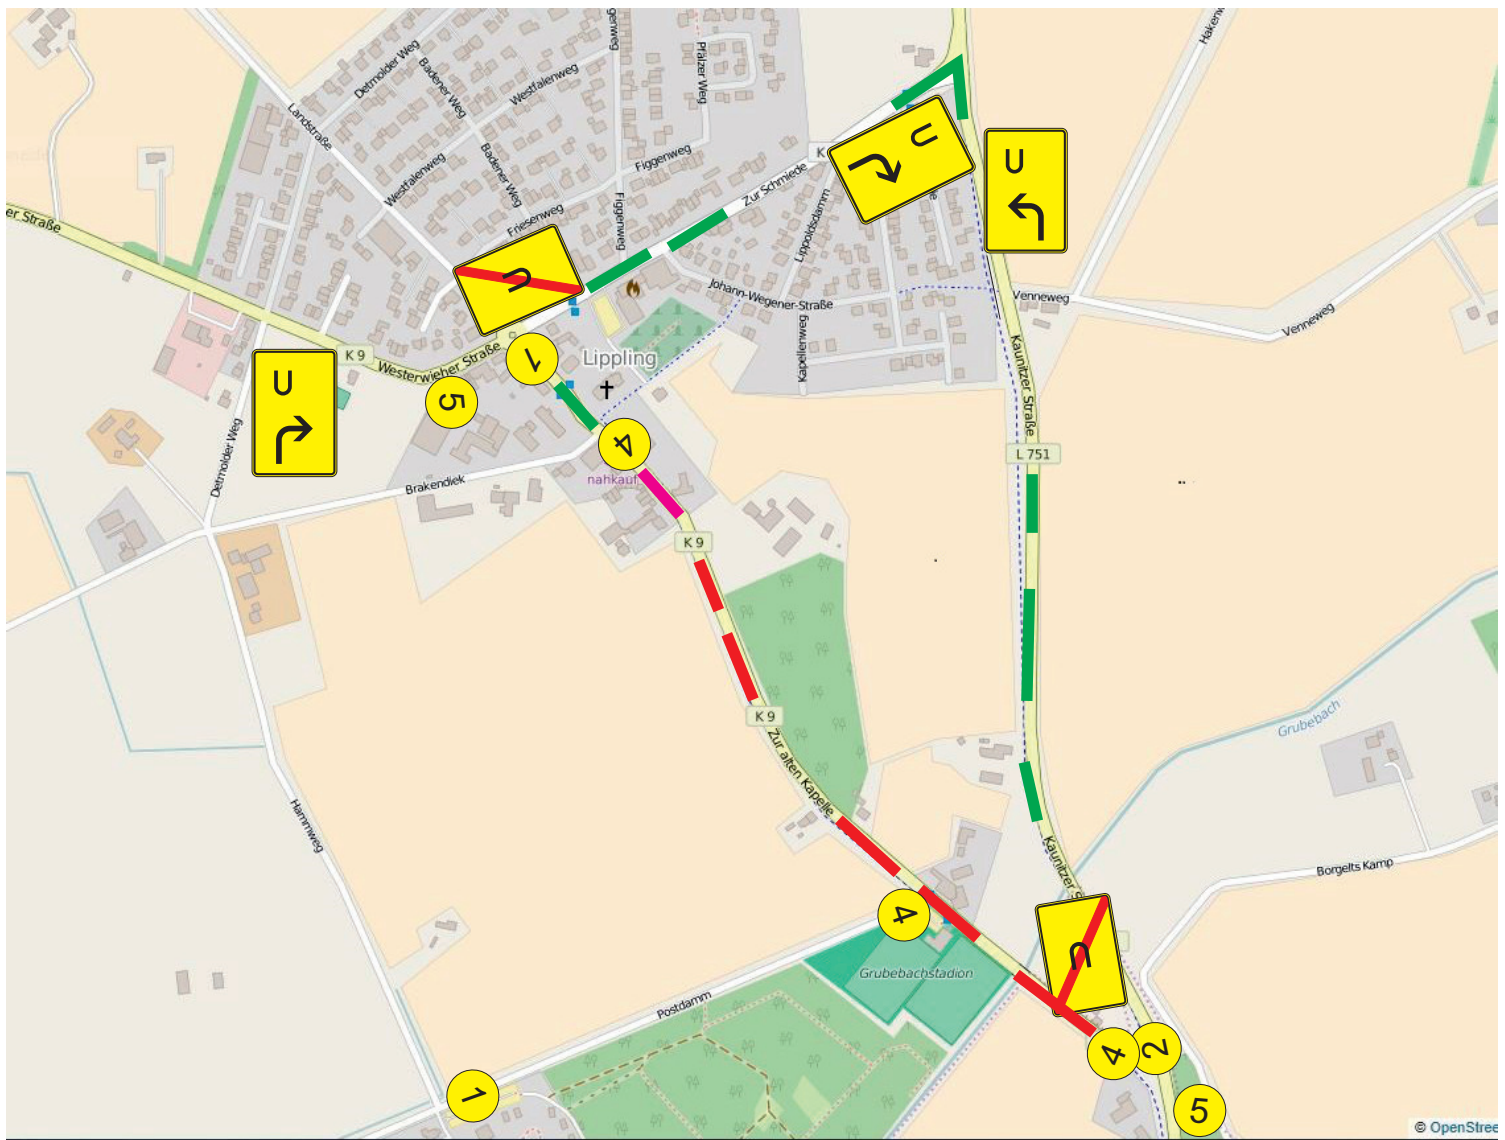 genweg
Pfälzer Weg
Hakenw
Detmolder Weg
Badener Weg
Westfalenweg
Landstraße
K
U
U
Badener Weg
Figgenweg
Zur Schmiede
Westfalenweg
Figgenweg
Friesenweg
Lippoldsdamm
er Straße
U
Johann-Wegener-Straße
Venneweg
Venneweg
K 9
Westerwieher Straße
1
Lippling
Kapellenweg
Kaunitzer Straße
U
5
4
Detmolder Weg
L 751
Brakendiek
nahkauf
K 9
K 9
Grubebach
Zur alten Kapelle
Hammweg
Kaunitzer S
Borgelts Kamp
4
U
Grubebachstadion
Postdamm
4
2
1
5
© OpenStree